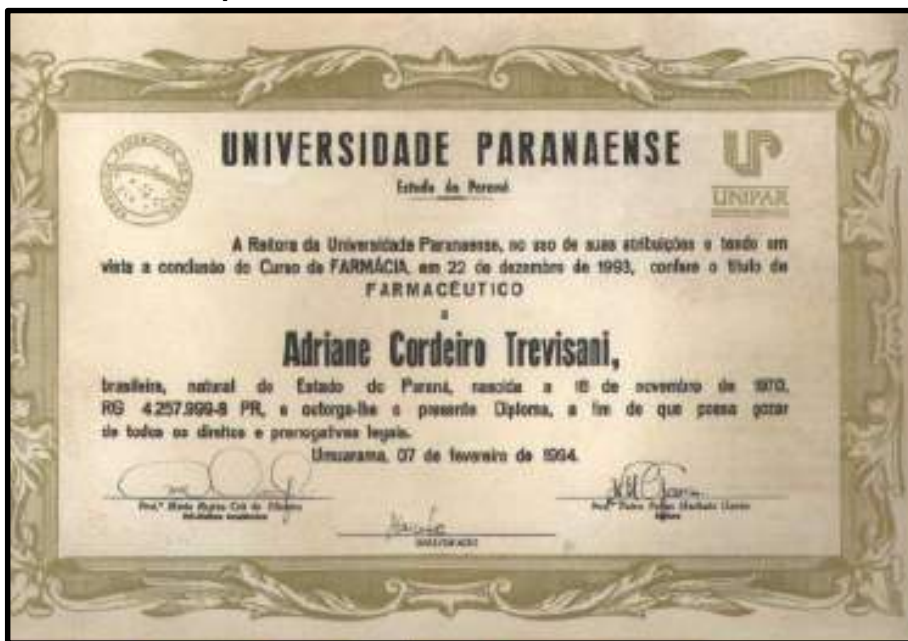 UNIVERSIDADE PARANAENSE
Estado do Paraná
UNIPAR
A Reitora da Universidade Paranaense, no uso de suas atribuições e tendo em
vista a conclusão do Curso de FARMÁCIA, em 22 de dezembro de 1993, confere o título de
FARMACÊUTICO
a
Adriane Cordeiro Trevisani,
brasileira, natural do Estado do Paraná, nascida a de novembro de 1970,
RG 4.257.999-8 PR, e outorga-lhe o presente Diploma, a fim de que possa gozar
de todos os direitos e prerrogativas legais.
Umuarama, 07 de fevereiro de 1994.